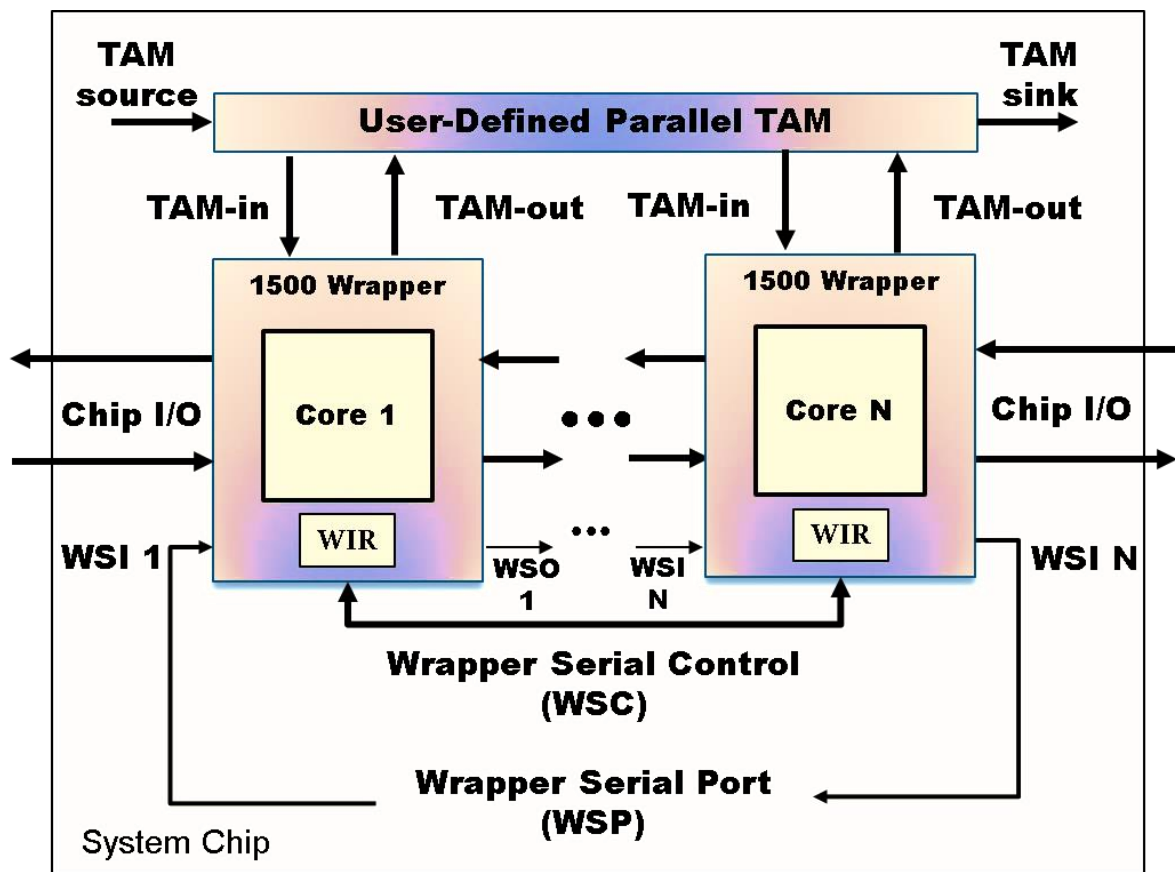 TAM
source
User-Defined Parallel TAM
TAM
sink
TAM-in
TAM-out
TAM-in
TAM-out
1500 Wrapper
1500 Wrapper
Chip I/O
Core 1
•••
Core N
Chip I/O
WSI 1
WIR
•••
WIR
WSI N
WSO
1
WSI
N
Wrapper Serial Control
(WSC)
Wrapper Serial Port
(WSP)
System Chip